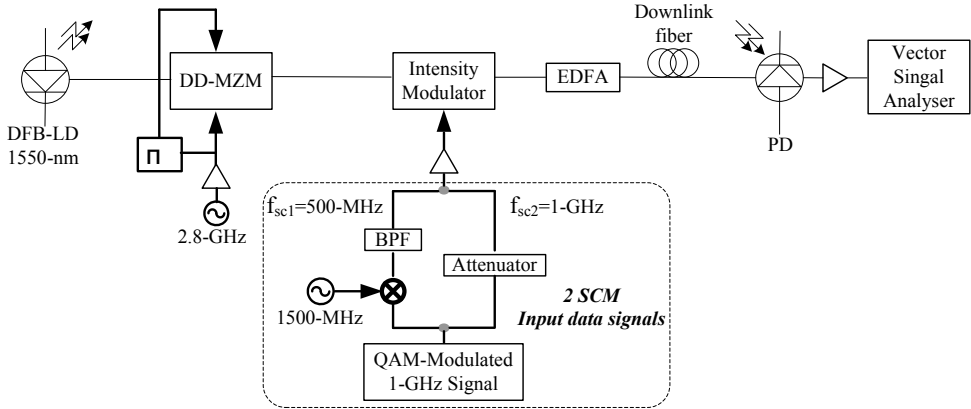 Downlink
fiber
DFB-LD
1550-nm
DD-MZM
Π
2.8-GHz
Intensity
Modulator
EDFA
PD
Vector
Singal
Analyser
fsc1=500-MHz
fsc2=1-GHz
BPF
Attenuator
1500-MHz
2 SCM
Input data signals
QAM-Modulated
1-GHz Signal